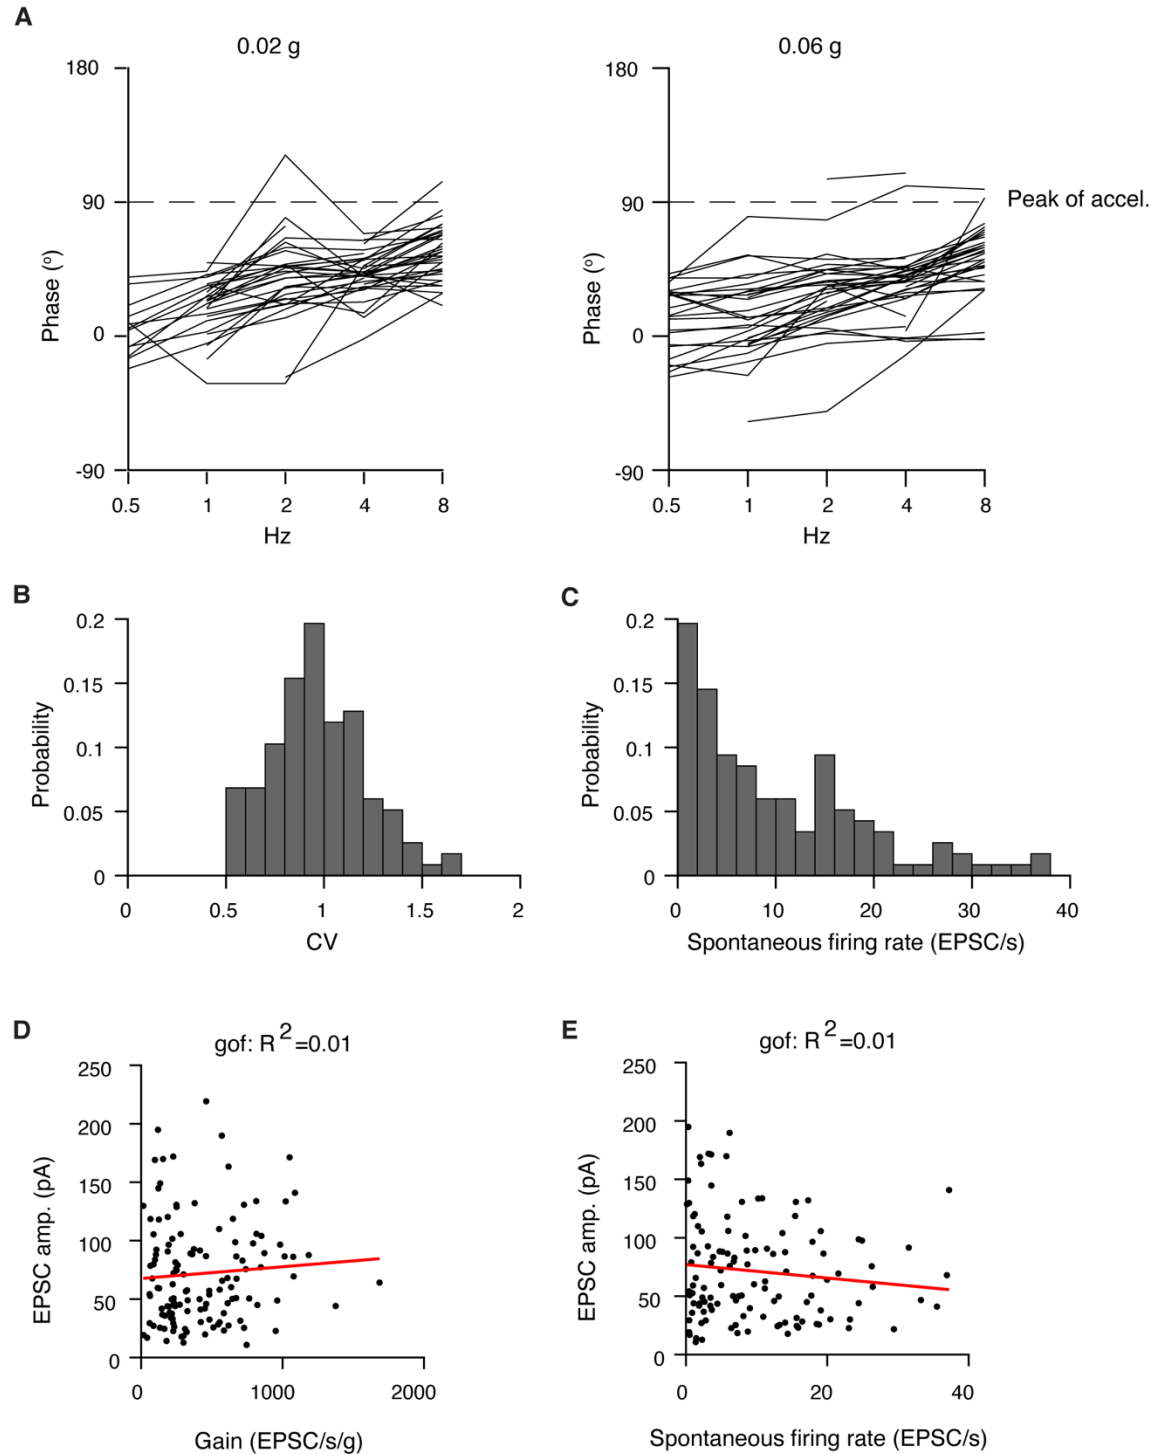 A
0.02 g
0.06 g
180
90
0
-90
Phase (°)
0.5 1 2 4 8
Hz
180
90
0
-90
Phase (°)
0.5 1 2 4 8
Hz
Peak of accel.
B
0.2
0.15
0.1
0.05
0
Probability
0 0.5 1 1.5 2
CV
C
0.2
0.15
0.1
0.05
0
Probability
0 10 20 30 40
Spontaneous firing rate (EPSC/s)
D
gof: R²=0.01
250
200
150
100
50
0
EPSC amp. (pA)
0 1000 2000
Gain (EPSC/s/g)
E
gof: R²=0.01
250
200
150
100
50
0
EPSC amp. (pA)
0 20 40
Spontaneous firing rate (EPSC/s)